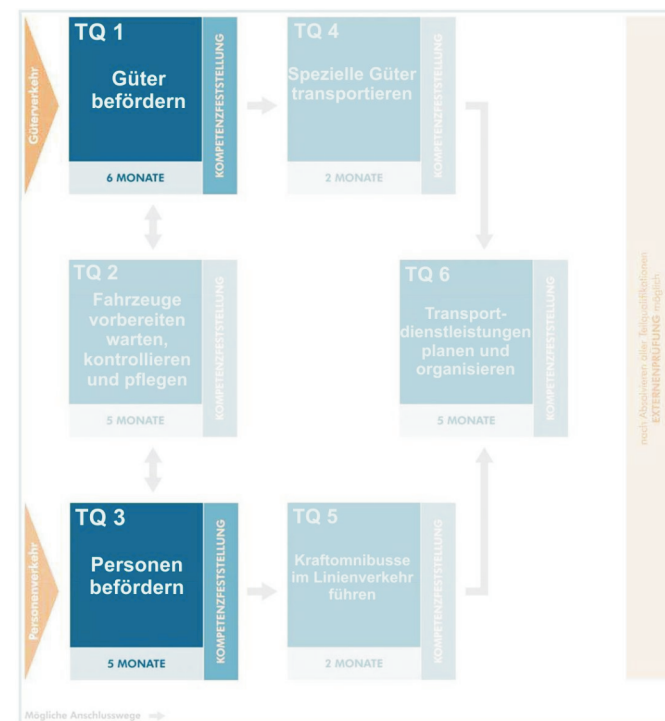 Güterverkehr
TQ 1
Güter
befördern
6 MONATE
KOMPETENZFESTSTELLUNG
TQ 4
Spezielle Güter
transportieren
2 MONATE
KOMPETENZFESTSTELLUNG
TQ 2
Fahrzeuge
vorbereiten
warten,
kontrollieren
und pflegen
5 MONATE
KOMPETENZFESTSTELLUNG
TQ 6
Transport-
dienstleistungen
planen und
organisieren
5 MONATE
KOMPETENZFESTSTELLUNG
Personenverkehr
TQ 3
Personen
befördern
5 MONATE
KOMPETENZFESTSTELLUNG
TQ 5
Kraftomnibusse
im Linienverkehr
führen
2 MONATE
KOMPETENZFESTSTELLUNG
nach Absolvieren aller Teilqualifikationen
EXTERNENPRÜFUNG möglich
Mögliche Anschlusswege